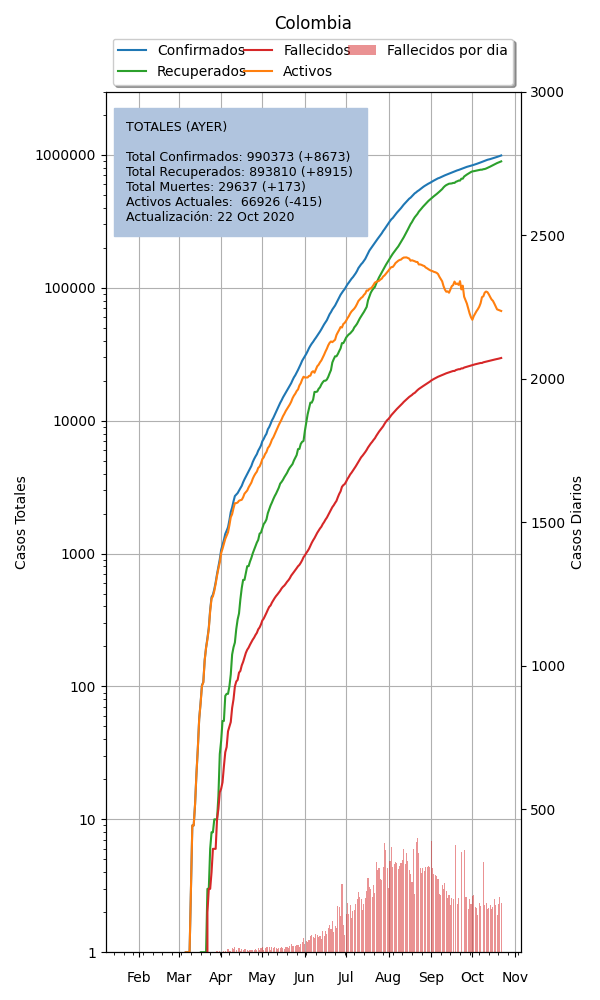 Colombia
Confirmados
Fallecidos
Fallecidos por dia
Recuperados
Activos
TOTALES (AYER)
Total Confirmados: 990373 (+8673)
Total Recuperados: 893810 (+8915)
Total Muertes: 29637 (+173)
Activos Actuales:  66926 (-415)
Actualización: 22 Oct 2020
1000000
100000
10000
1000
100
10
1
Casos Totales
3000
2500
2000
1500
1000
500
Casos Diarios
Feb Mar Apr May Jun Jul Aug Sep Oct Nov